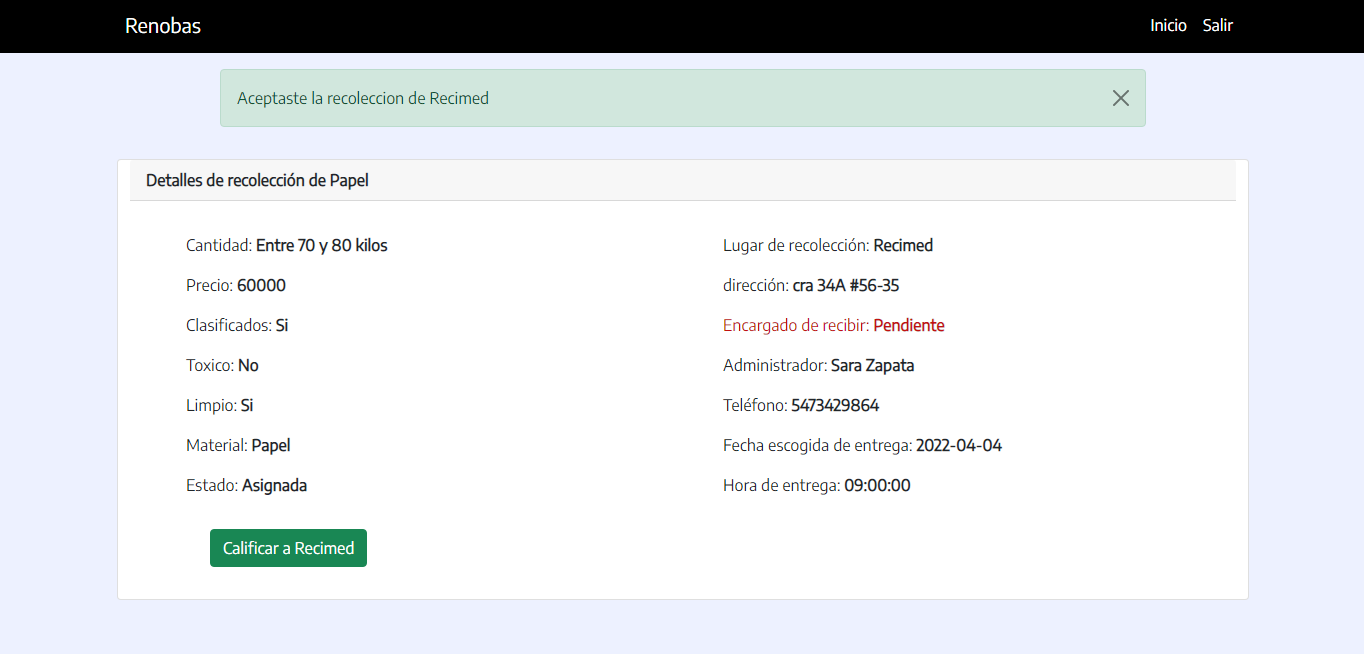 Renobas
Inicio Salir
Aceptaste la recoleccion de Recimed
Detalles de recolección de Papel
Cantidad: Entre 70 y 80 kilos
Precio: 60000
Clasificados: Si
Toxico: No
Limpio: Si
Material: Papel
Estado: Asignada
Calificar a Recimed
Lugar de recolección: Recimed
dirección: cra 34A #56-35
Encargado de recibir: Pendiente
Administrador: Sara Zapata
Teléfono: 5473429864
Fecha escogida de entrega: 2022-04-04
Hora de entrega: 09:00:00